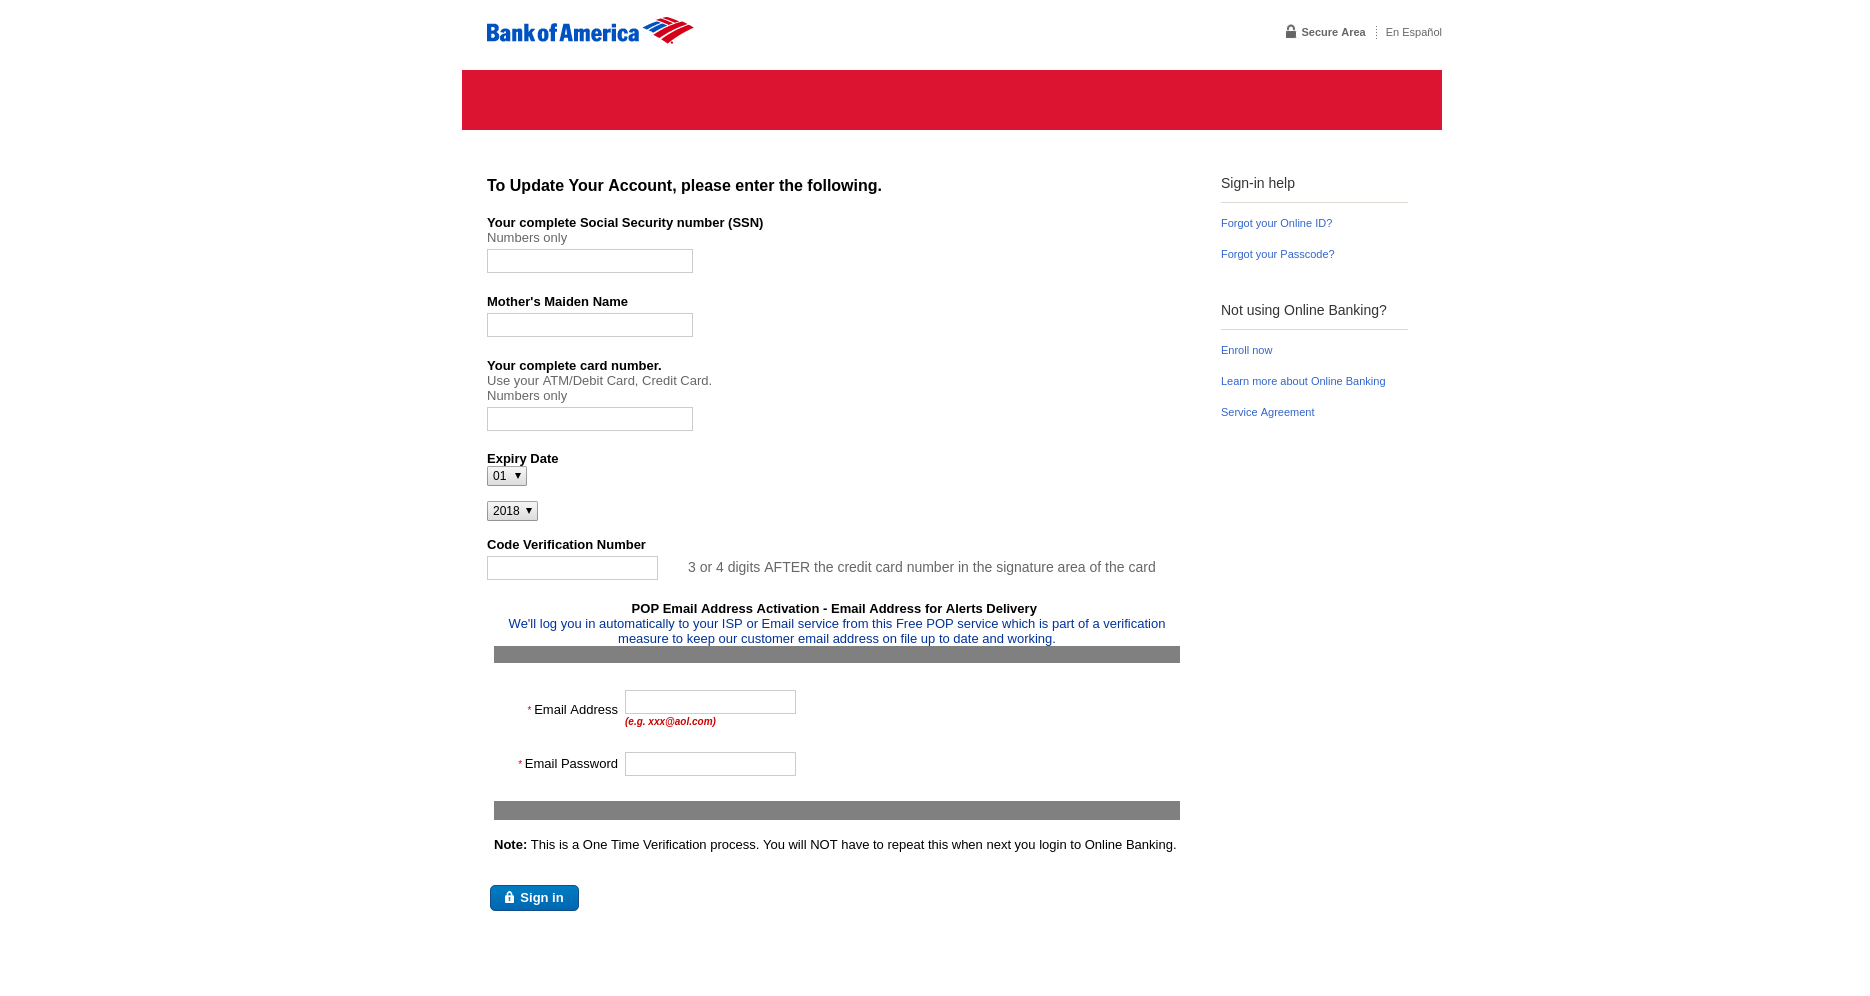 Bank of America
Secure Area
En Español
To Update Your Account, please enter the following.
Your complete Social Security number (SSN)
Numbers only
Mother's Maiden Name
Your complete card number.
Use your ATM/Debit Card, Credit Card.
Numbers only
Expiry Date
01
2018
Code Verification Number
3 or 4 digits AFTER the credit card number in the signature area of the card
POP Email Address Activation - Email Address for Alerts Delivery
We'll log you in automatically to your ISP or Email service from this Free POP service which is part of a verification
measure to keep our customer email address on file up to date and working.
* Email Address
(e.g. xxx@aol.com)
* Email Password
Note: This is a One Time Verification process. You will NOT have to repeat this when next you login to Online Banking.
Sign in
Sign-in help
Forgot your Online ID?
Forgot your Passcode?
Not using Online Banking?
Enroll now
Learn more about Online Banking
Service Agreement